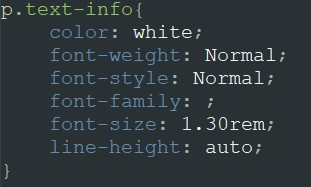 p.text-info{
color: white;
font-weight: Normal;
font-style: Normal;
font-family: ;
font-size: 1.30rem;
line-height: auto;
}